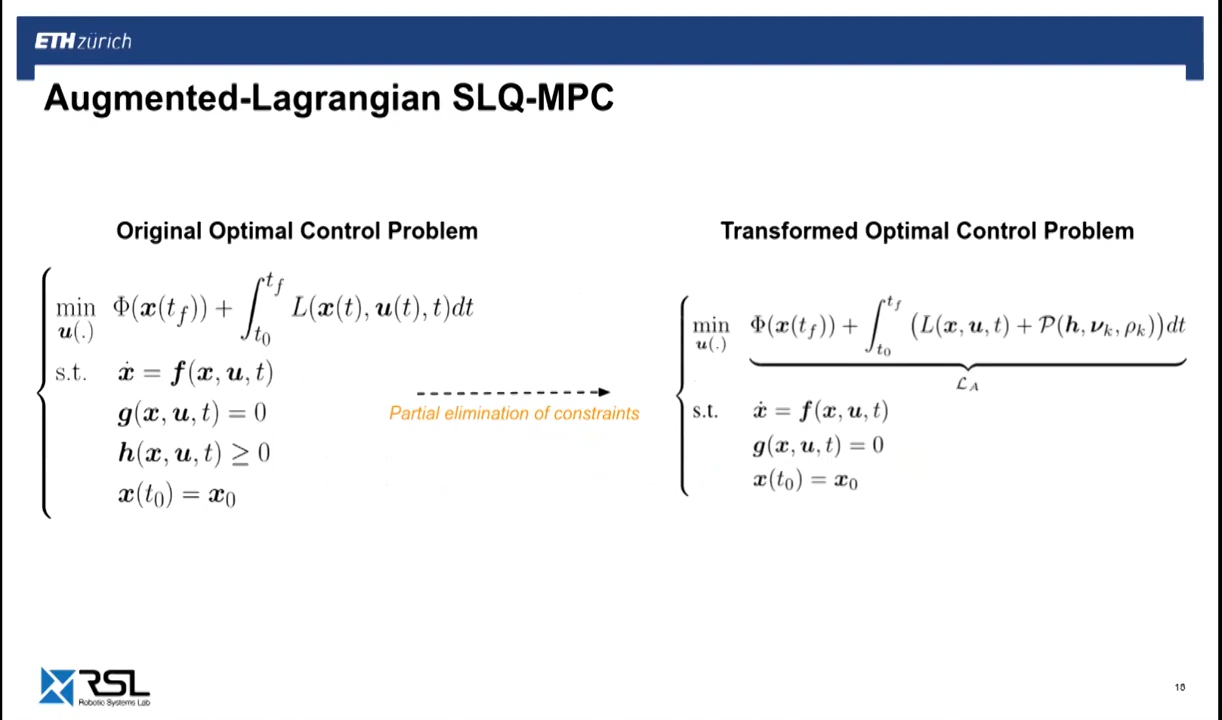 ETH zürich
Augmented-Lagrangian SLQ-MPC
Original Optimal Control Problem
min Φ(x(t_f)) + ∫_{t_0}^{t_f} L(x(t), u(t), t)dt
u(.)
s.t. ẋ = f(x, u, t)
g(x, u, t) = 0
h(x, u, t) ≥ 0
x(t_0) = x_0
Partial elimination of constraints
Transformed Optimal Control Problem
min Φ(x(t_f)) + ∫_{t_0}^{t_f} (L(x, u, t) + 𝒫(h, ν_k, ρ_k))dt
u(.)
ℒ_A
s.t. ẋ = f(x, u, t)
g(x, u, t) = 0
x(t_0) = x_0
RSL
Robotic Systems Lab